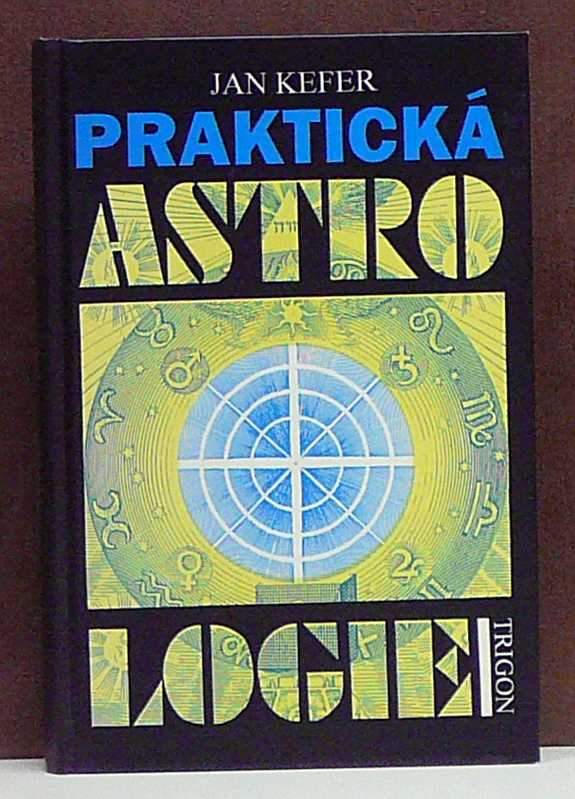 JAN KEFER
PRAKTICKÁ
ASTRO
LOGIE
TRIGON